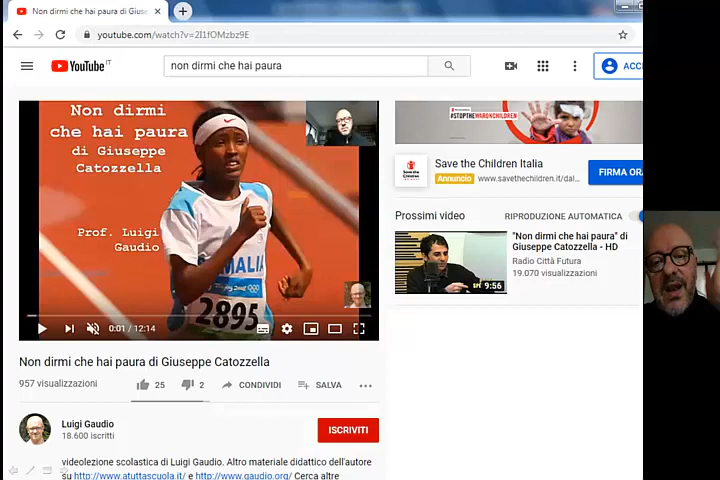 Non dirmi che hai paura di Giuse
youtube.com/watch?v=2I1fOMzbz9E
YouTube IT
non dirmi che hai paura
ACC
Non dirmi
che hai paura
di Giuseppe
Catozzella
Prof. Luigi
Gaudio
MALIA
2895
0:01 / 12:14
#STOPTHEWARONCHILDREN
Save the Children Italia
Annuncio
www.savethechildren.it/dal...
FIRMA ORA
Prossimi video
RIPRODUZIONE AUTOMATICA
"Non dirmi che hai paura" di
Giuseppe Catozzella - HD
Radio Città Futura
19.070 visualizzazioni
9:56
Non dirmi che hai paura di Giuseppe Catozzella
957 visualizzazioni
25
2
CONDIVIDI
SALVA
Luigi Gaudio
18.600 iscritti
ISCRIVITI
videolezione scolastica di Luigi Gaudio. Altro materiale didattico dell'autore
su http://www.atuttascuola.it/ e http://www.gaudio.org/ Cerca altre